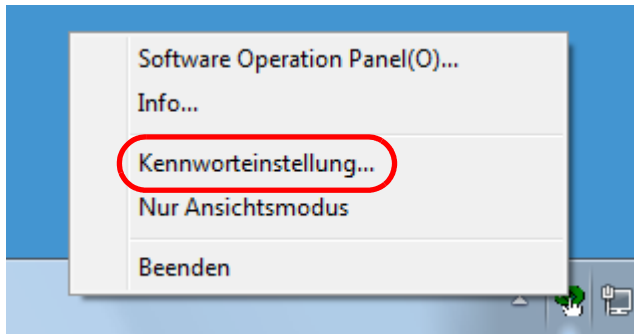 Software Operation Panel(O)...
Info...
Kennworteinstellung...
Nur Ansichtsmodus
Beenden